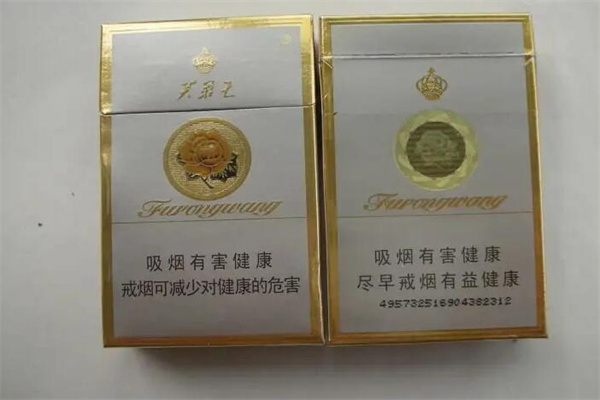 芙蓉王
Furongwang
吸烟有害健康
戒烟可减少对健康的危害
Furongwang
吸烟有害健康
尽早戒烟有益健康
495732516904382312